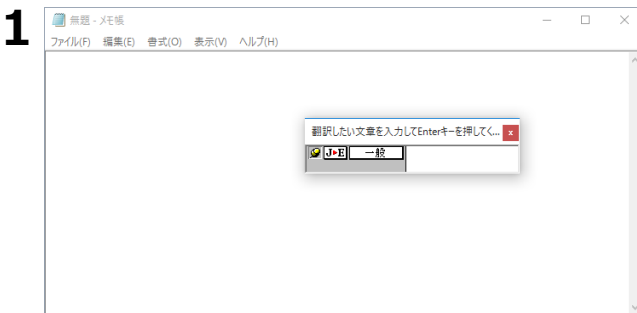 1
無題 - メモ帳
ファイル(F) 編集(E) 書式(O) 表示(V) ヘルプ(H)
翻訳したい文章を入力してEnterキーを押してく... x
J▶E 一般